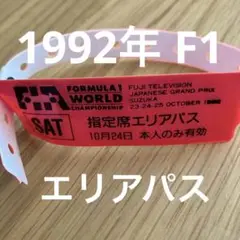 1992年 F1
FIA
FORMULA 1
WORLD
CHAMPIONSHIP
FUJI TELEVISION
JAPANESE GRAND PRIX
SUZUKA
23·24·25 OCTOBER 1992
SAT
指定席エリアパス
10月24日 本人のみ有効
エリアパス